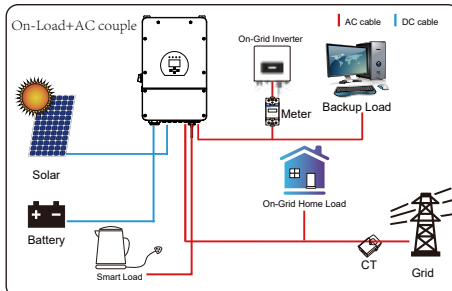 On-Load+AC couple
AC cable
DC cable
On-Grid Inverter
Meter
Backup Load
Solar
On-Grid Home Load
Battery
Smart Load
CT
Grid